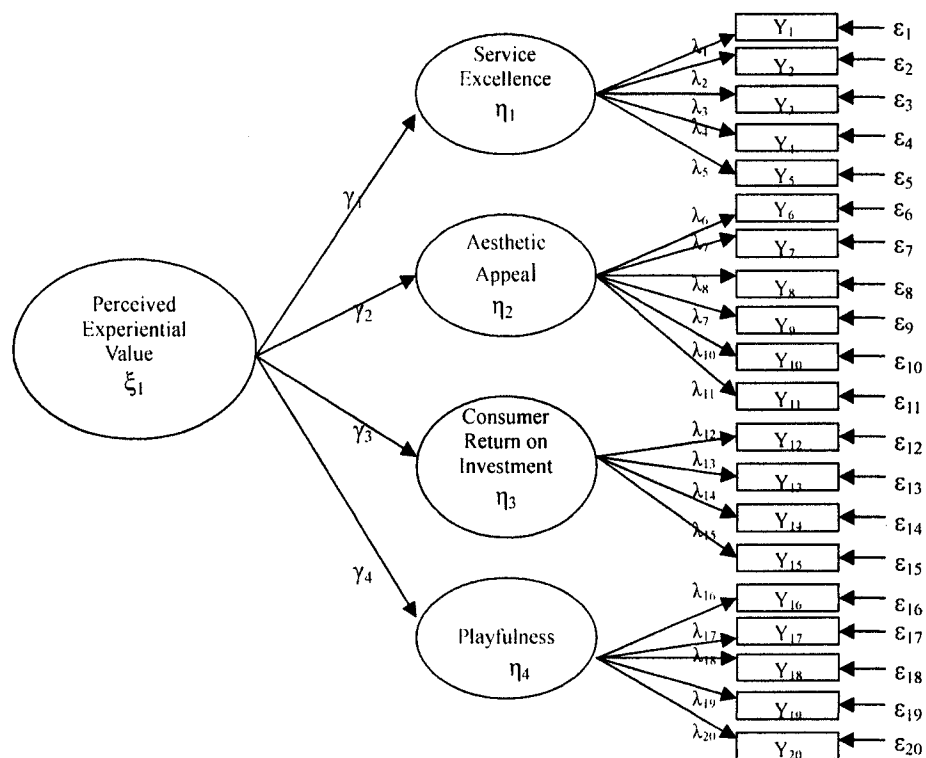 Perceived
Experiential
Value
ξ₁
γ₁
γ₂
γ₃
γ₄
Service
Excellence
η₁
λ₁
λ₂
λ₃
λ₄
λ₅
Y₁
Y₂
Y₃
Y₄
Y₅
ε₁
ε₂
ε₃
ε₄
ε₅
Aesthetic
Appeal
η₂
λ₆
λ₇
λ₈
λ₇
λ₁₀
λ₁₁
Y₆
Y₇
Y₈
Y₉
Y₁₀
Y₁₁
ε₆
ε₇
ε₈
ε₉
ε₁₀
ε₁₁
Consumer
Return on
Investment
η₃
λ₁₂
λ₁₃
λ₁₄
λ₁₅
Y₁₂
Y₁₃
Y₁₄
Y₁₅
ε₁₂
ε₁₃
ε₁₄
ε₁₅
Playfulness
η₄
λ₁₆
λ₁₇
λ₁₈
λ₁₉
λ₂₀
Y₁₆
Y₁₇
Y₁₈
Y₁₉
Y₂₀
ε₁₆
ε₁₇
ε₁₈
ε₁₉
ε₂₀